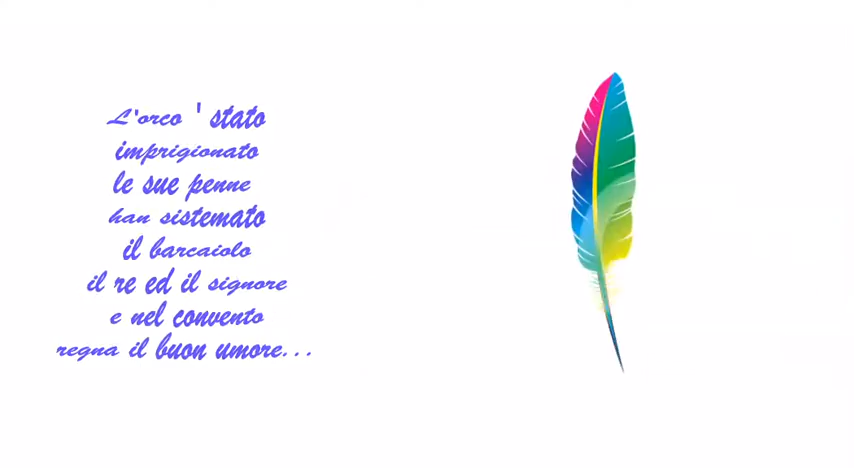 L'orco ' stato
imprigionato
le sue penne
han sistemato
il barcaiolo
il re ed il signore
e nel convento
regna il buon umore...